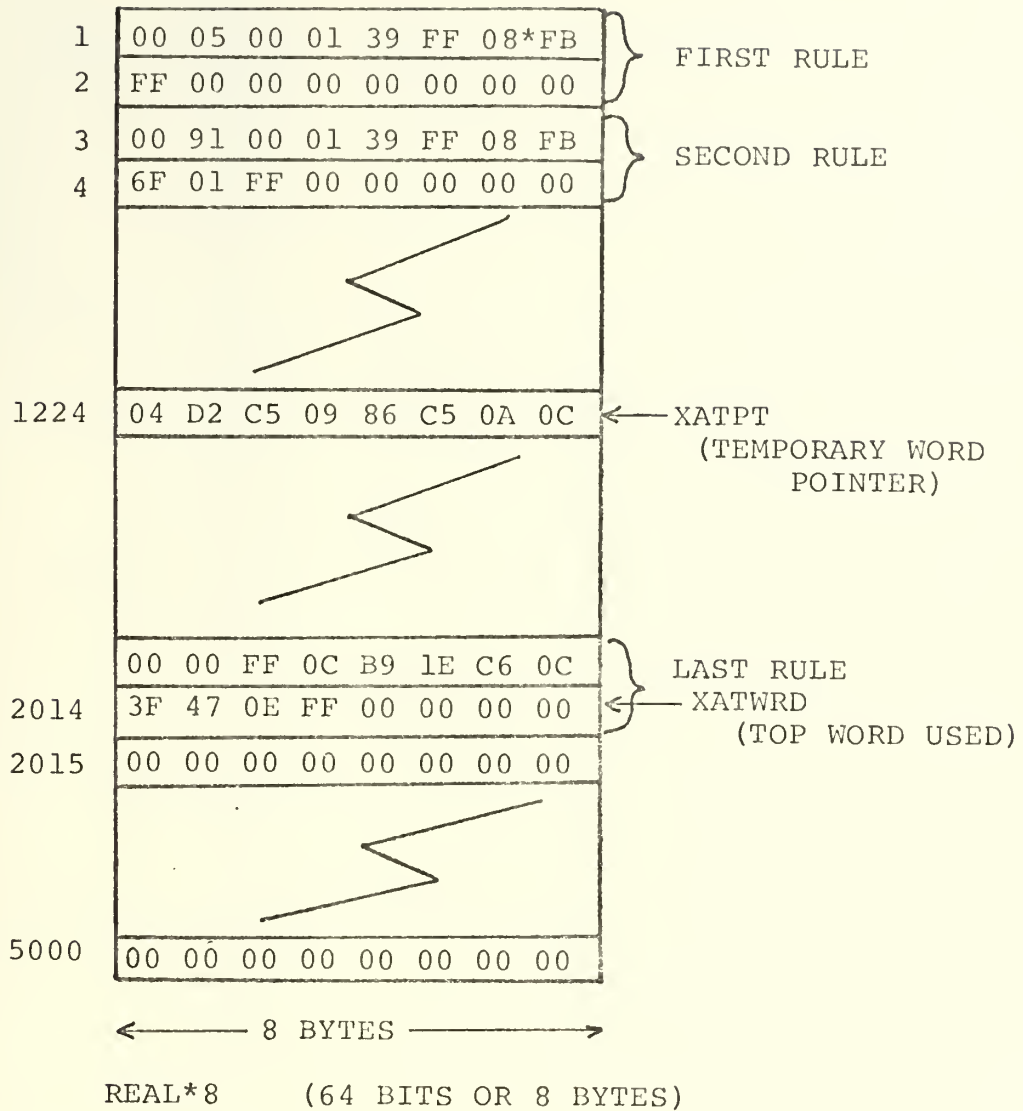 1 00 05 00 01 39 FF 08*FB
FIRST RULE
2 FF 00 00 00 00 00 00 00
3 00 91 00 01 39 FF 08 FB
SECOND RULE
4 6F 01 FF 00 00 00 00 00
1224 04 D2 C5 09 86 C5 0A 0C XATPT
(TEMPORARY WORD
POINTER)
00 00 FF 0C B9 1E C6 0C LAST RULE
2014 3F 47 0E FF 00 00 00 00 XATWRD
(TOP WORD USED)
2015 00 00 00 00 00 00 00 00
5000 00 00 00 00 00 00 00 00
8 BYTES
REAL*8 (64 BITS OR 8 BYTES)